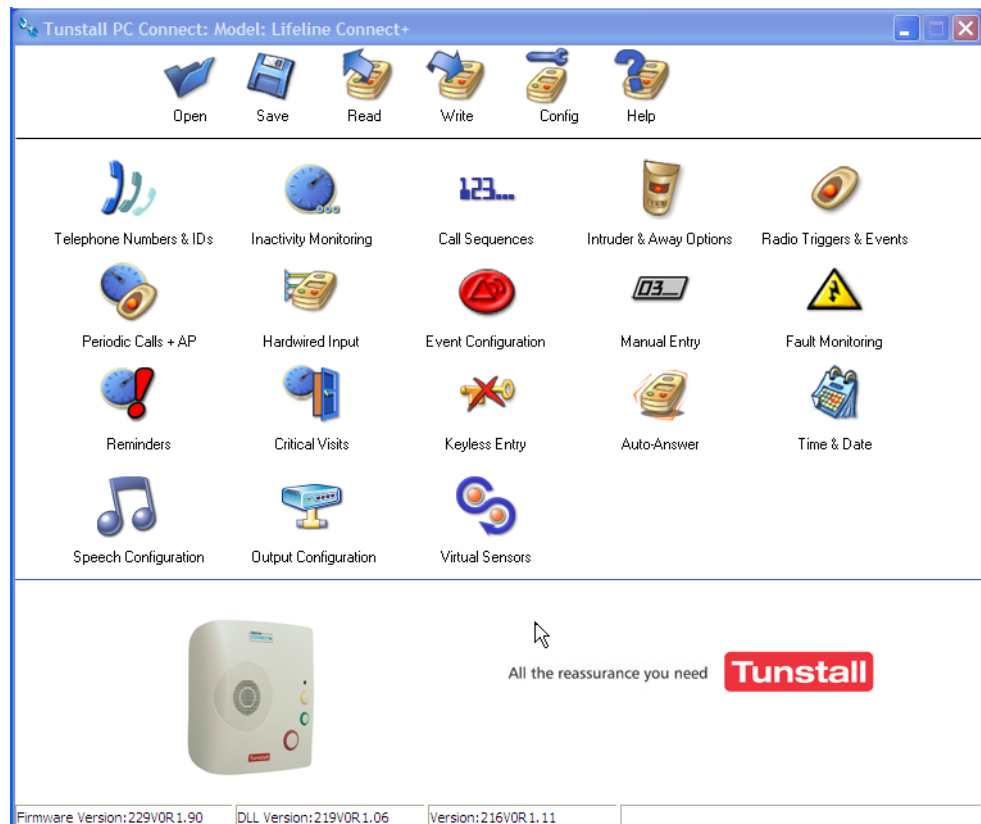 Tunstall PC Connect: Model: Lifeline Connect+
Open Save Read Write Config Help
123...
Telephone Numbers & IDs Inactivity Monitoring Call Sequences Intruder & Away Options Radio Triggers & Events
03_
Periodic Calls + AP Hardwired Input Event Configuration Manual Entry Fault Monitoring
Reminders Critical Visits Keyless Entry Auto-Answer Time & Date
Speech Configuration Output Configuration Virtual Sensors
All the reassurance you need Tunstall
Tunstall
Firmware Version:229V0R1.90 DLL Version:219V0R1.06 Version:216V0R1.11